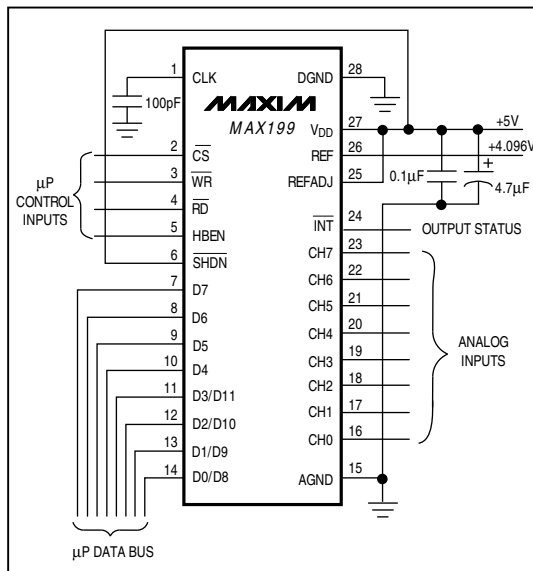 1 CLK
100pF
MAXIM
MAX199
DGND 28
VDD 27 +5V
REF 26 +4.096V
REFADJ 25
0.1µF
+
4.7µF
2 CS
3 WR
4 RD
5 HBEN
6 SHDN
µP
CONTROL
INPUTS
INT 24 OUTPUT STATUS
7 D7
8 D6
9 D5
10 D4
11 D3/D11
12 D2/D10
13 D1/D9
14 D0/D8
CH7 23
CH6 22
CH5 21
CH4 20
CH3 19
CH2 18
CH1 17
CH0 16
AGND 15
ANALOG
INPUTS
µP DATA BUS